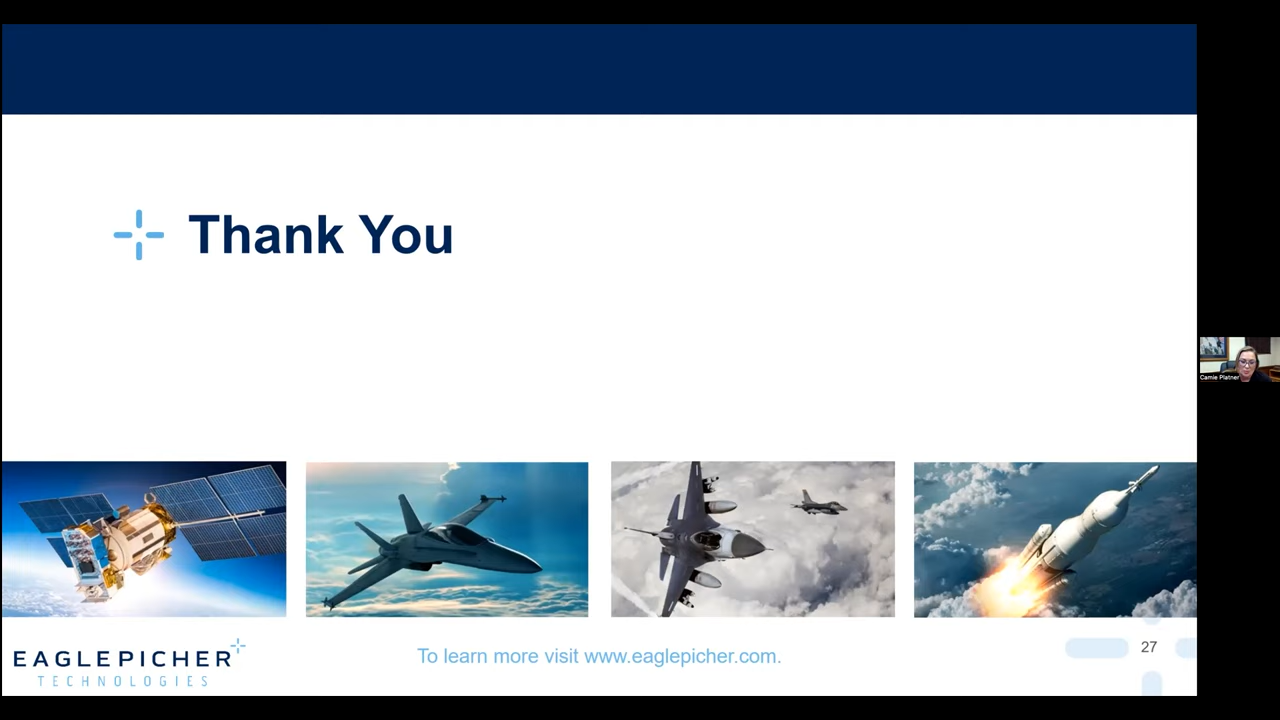 Thank You
Camie Platner
EAGLEPICHER
TECHNOLOGIES
To learn more visit www.eaglepicher.com.
27